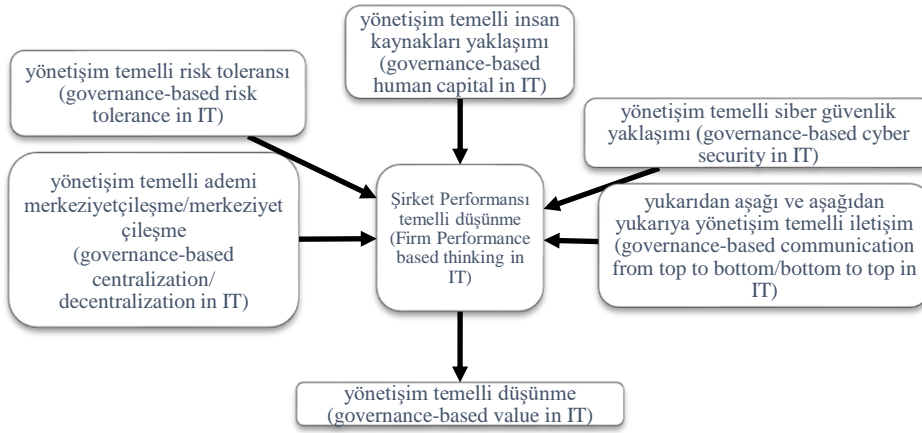 yönetişim temelli insan
kaynakları yaklaşımı
(governance-based
human capital in IT)
yönetişim temelli risk toleransı
(governance-based risk
tolerance in IT)
yönetişim temelli siber güvenlik
yaklaşımı (governance-based cyber
security in IT)
yönetişim temelli ademi
merkeziyetçileşme/merkeziyet
çileşme
(governance-based
centralization/
decentralization in IT)
Şirket Performansı
temelli düşünme
(Firm Performance
based thinking in
IT)
yukarıdan aşağı ve aşağıdan
yukarıya yönetişim temelli iletişim
(governance-based communication
from top to bottom/bottom to top in
IT)
yönetişim temelli düşünme
(governance-based value in IT)